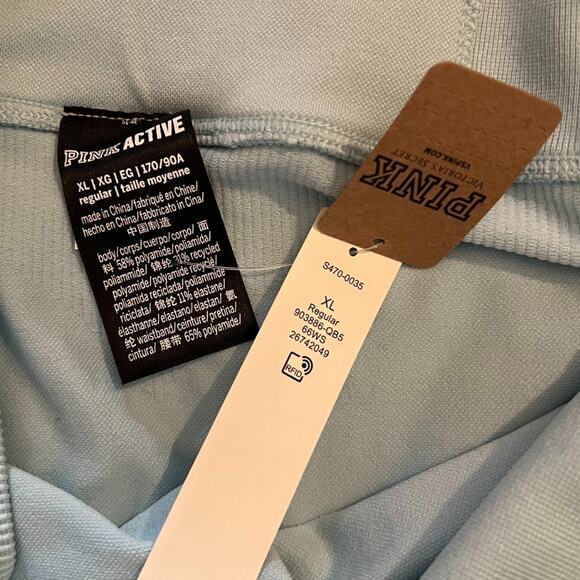 PINK ACTIVE
XL | XG | EG | 170/90A
regular | taille moyenne
made in China/fabriqué en Chine/
hecho en China/fabricato in Cina/
中国制造
body/corps/cuerpo/corpo/ 面
料 58% polyamide/poliamida/
poliammide/ 锦纶 31% recycled
polyamide/polyamide recyclé/
poliamida reciclada/poliammide
riciclata/ 锦纶 11% elastane/
élasthanne/elastano/elastan/ 氨
纶 waistband/ceinture/pretina/
cintura/ 腰带 65% polyamide/
VICTORIA'S SECRET
PINK
VSPINK.COM
S470-0035
XL
Regular
903886-QB5
66WS
26742049
RFID